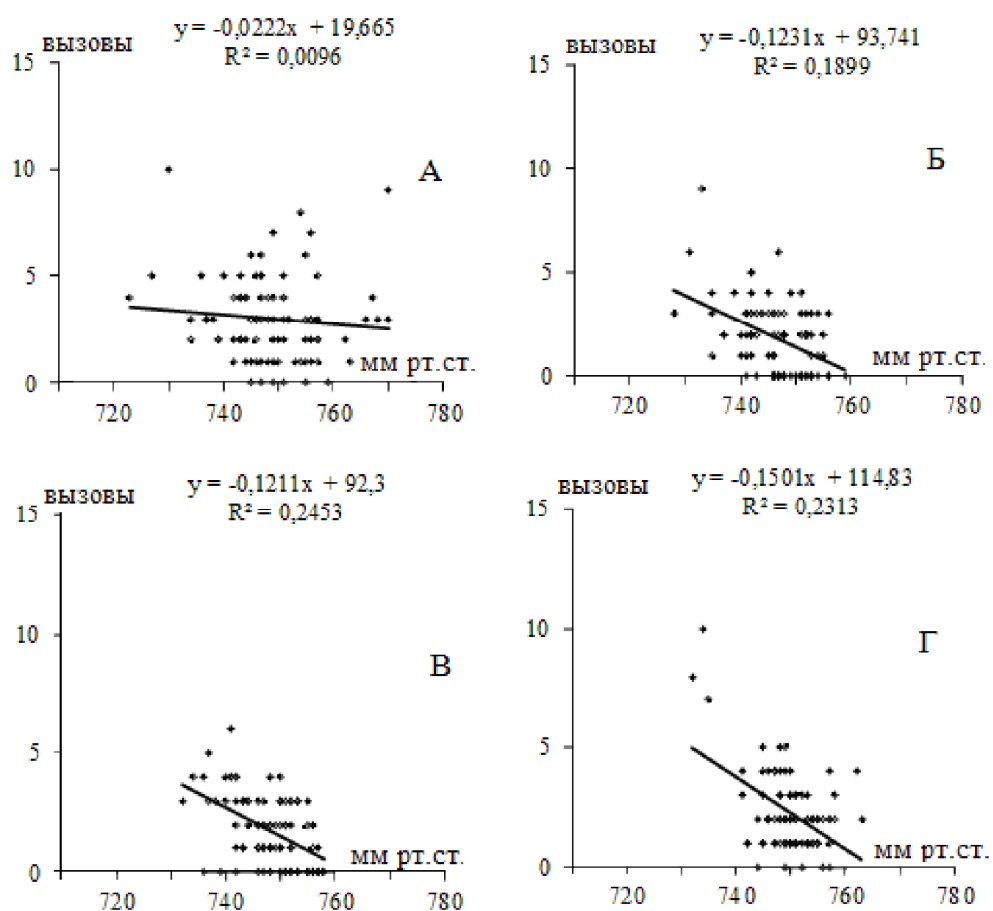 y = -0,0222x + 19,665
R² = 0,0096
вызовы
15
10
5
0
А
мм рт.ст.
720 740 760 780
y = -0,1231x + 93,741
R² = 0,1899
вызовы
15
10
5
0
Б
мм рт.ст.
720 740 760 780
y = -0,1211x + 92,3
R² = 0,2453
вызовы
15
10
5
0
В
мм рт.ст.
720 740 760 780
y = -0,1501x + 114,83
R² = 0,2313
вызовы
15
10
5
0
Г
мм рт.ст.
720 740 760 780